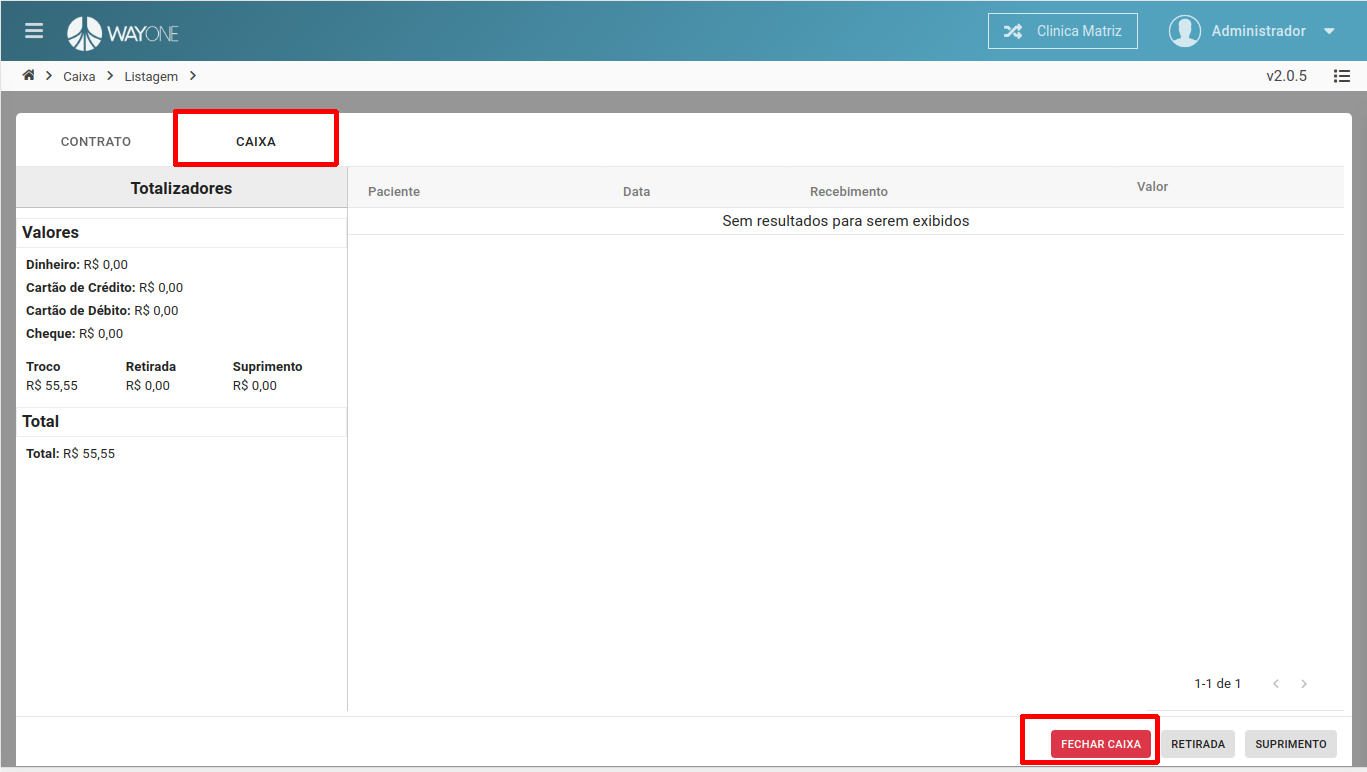 WAYONE
Clinica Matriz
Administrador
Caixa
Listagem
v2.0.5
CONTRATO
CAIXA
Totalizadores
Paciente
Data
Recebimento
Valor
Sem resultados para serem exibidos
Valores
Dinheiro: R$ 0,00
Cartão de Crédito: R$ 0,00
Cartão de Débito: R$ 0,00
Cheque: R$ 0,00
Troco
Retirada
Suprimento
R$ 55,55
R$ 0,00
R$ 0,00
Total
Total: R$ 55,55
1-1 de 1
FECHAR CAIXA
RETIRADA
SUPRIMENTO